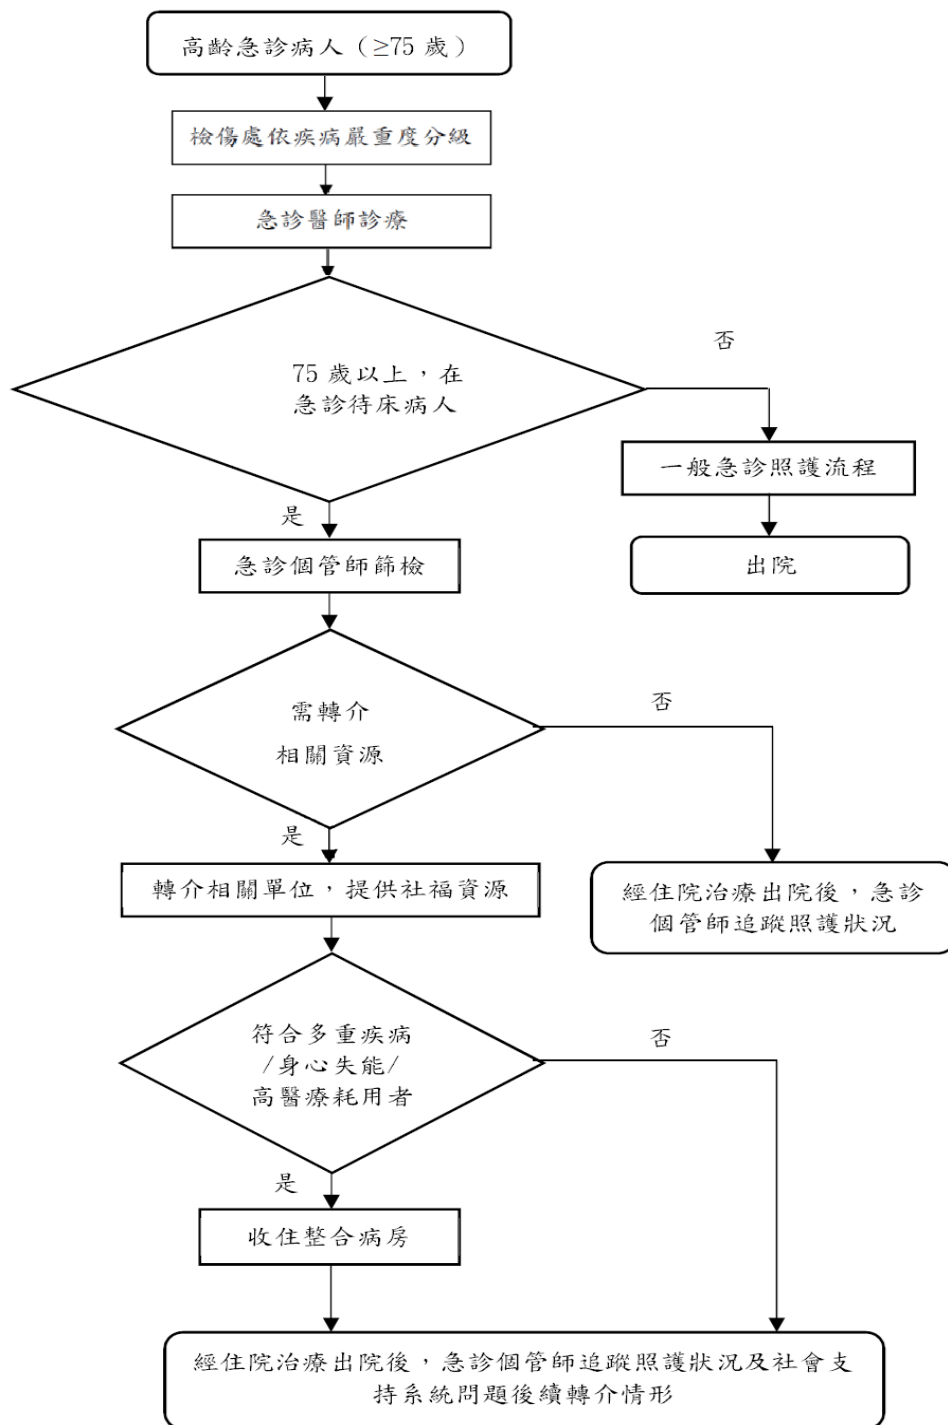 高齡急診病人（≥75 歲）
檢傷處依疾病嚴重度分級
急診醫師診療
否
75 歲以上，在
急診待床病人
一般急診照護流程
是
出院
急診個管師篩檢
否
需轉介
相關資源
是
轉介相關單位，提供社福資源
經住院治療出院後，急診
個管師追蹤照護狀況
否
符合多重疾病
/身心失能/
高醫療耗用者
是
收住整合病房
經住院治療出院後，急診個管師追蹤照護狀況及社會支
持系統問題後續轉介情形